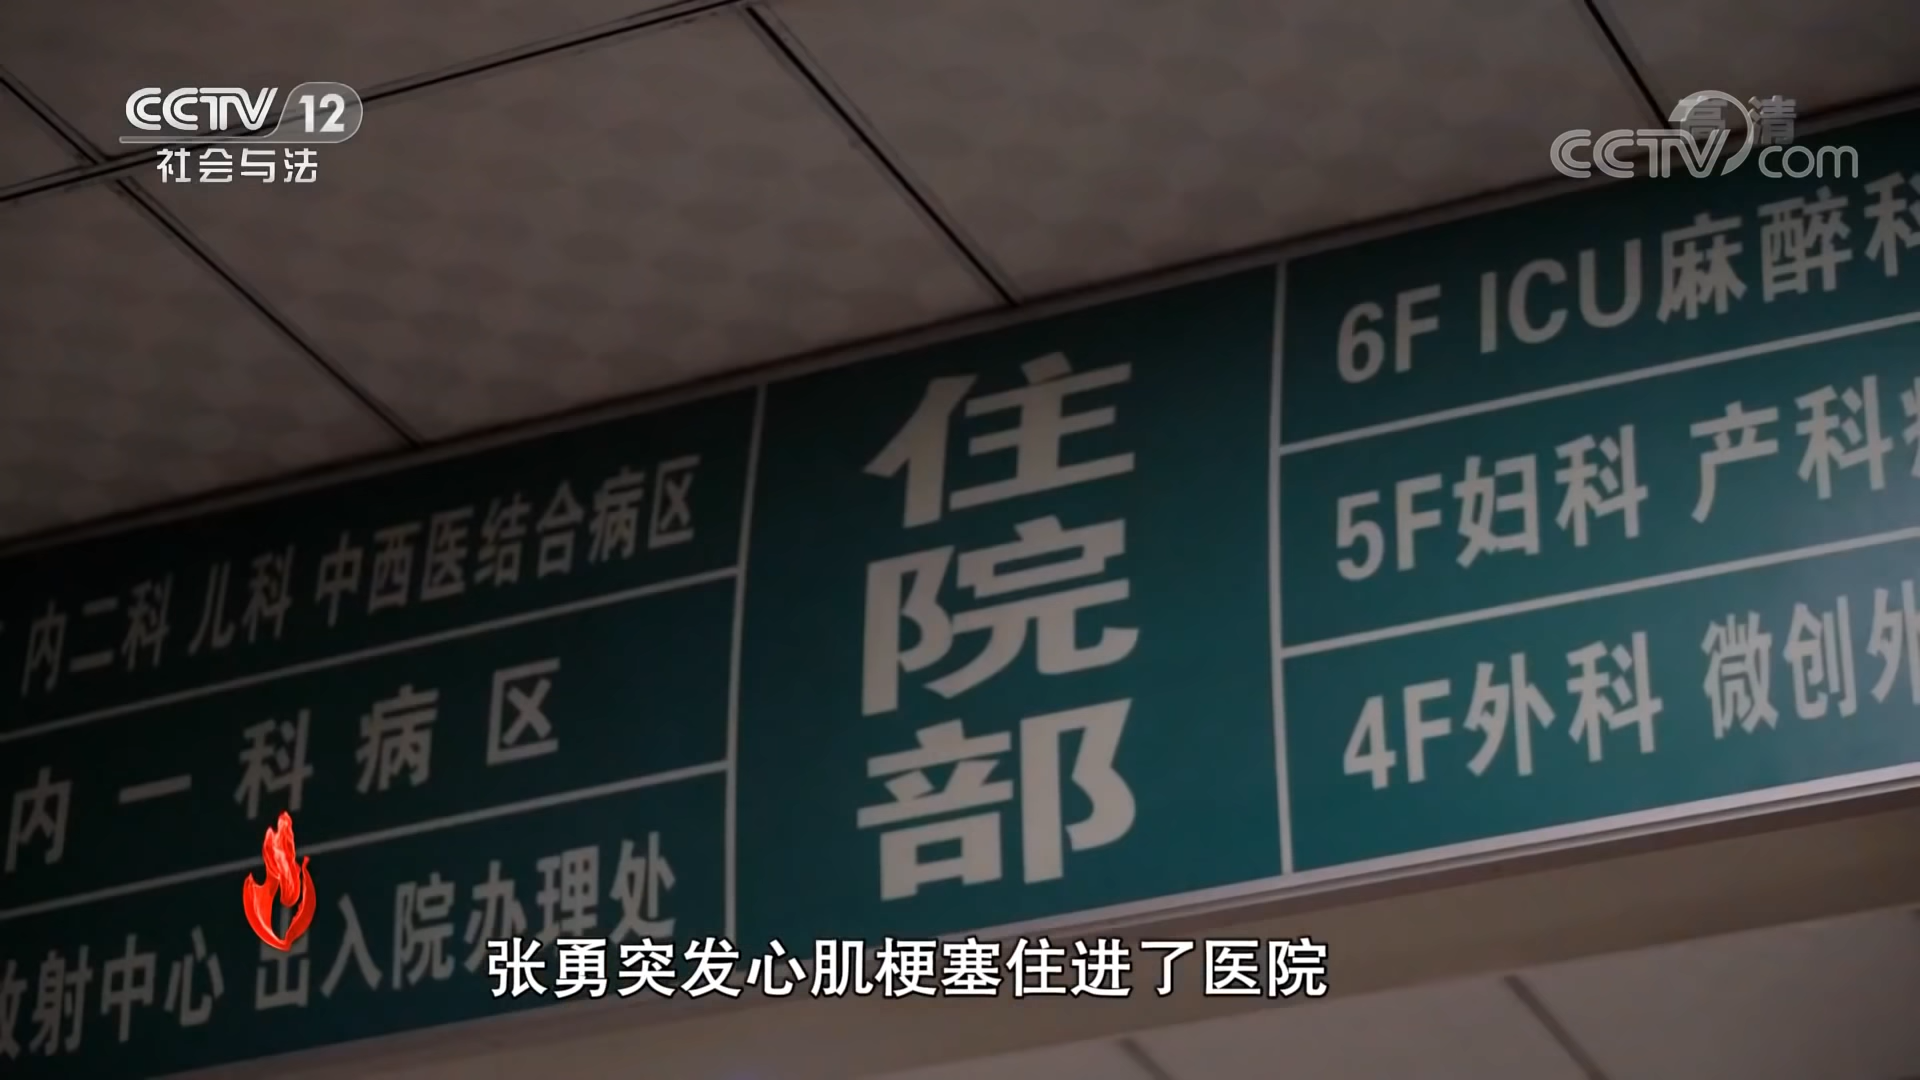 CCTV 12
社会与法
高清
CCTV com
内二科 儿科 中西医结合病区
内一科病区
放射中心 出入院办理处
住院部
6F ICU麻醉科
5F妇科 产科
4F外科 微创外
张勇突发心肌梗塞住进了医院